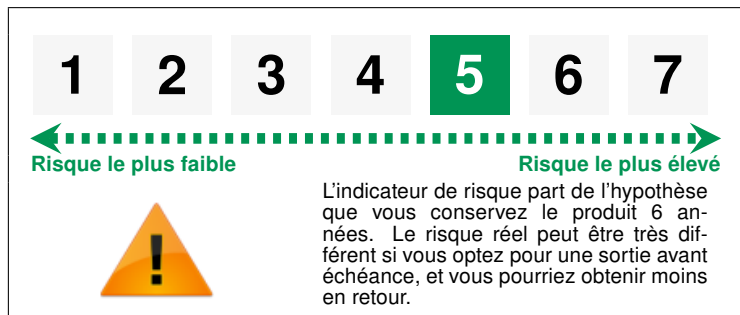 1 2 3 4 5 6 7
Risque le plus faible Risque le plus élevé
L'indicateur de risque part de l'hypothèse
que vous conservez le produit 6 an-
nées. Le risque réel peut être très dif-
férent si vous optez pour une sortie avant
échéance, et vous pourriez obtenir moins
en retour.